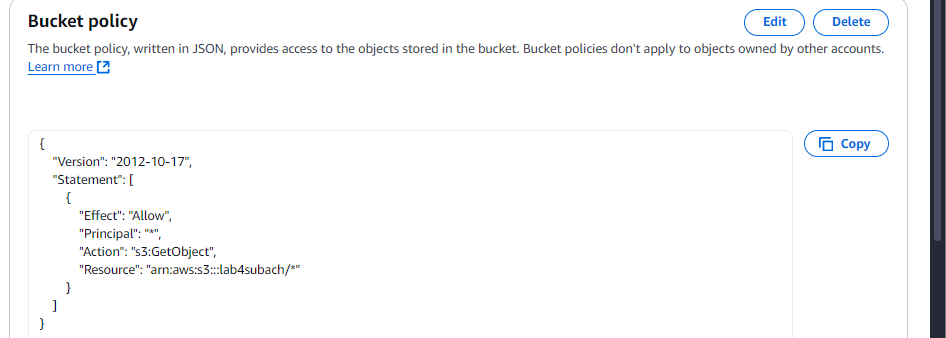 Bucket policy
Edit
Delete
The bucket policy, written in JSON, provides access to the objects stored in the bucket. Bucket policies don't apply to objects owned by other accounts.
Learn more
Copy
{
"Version": "2012-10-17",
"Statement": [
{
"Effect": "Allow",
"Principal": "*",
"Action": "s3:GetObject",
"Resource": "arn:aws:s3:::lab4subach/*"
}
]
}